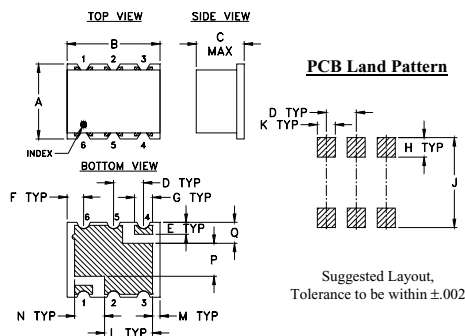 TOP VIEW
SIDE VIEW
B
C
MAX
1 2 3
A
INDEX
6 5 4
BOTTOM VIEW
D TYP
F TYP
G TYP
6 5 4
E TYP
Q
P
1 2 3
N TYP
M TYP
L TYP
PCB Land Pattern
D TYP
K TYP
H TYP
J
Suggested Layout,
Tolerance to be within ±.002